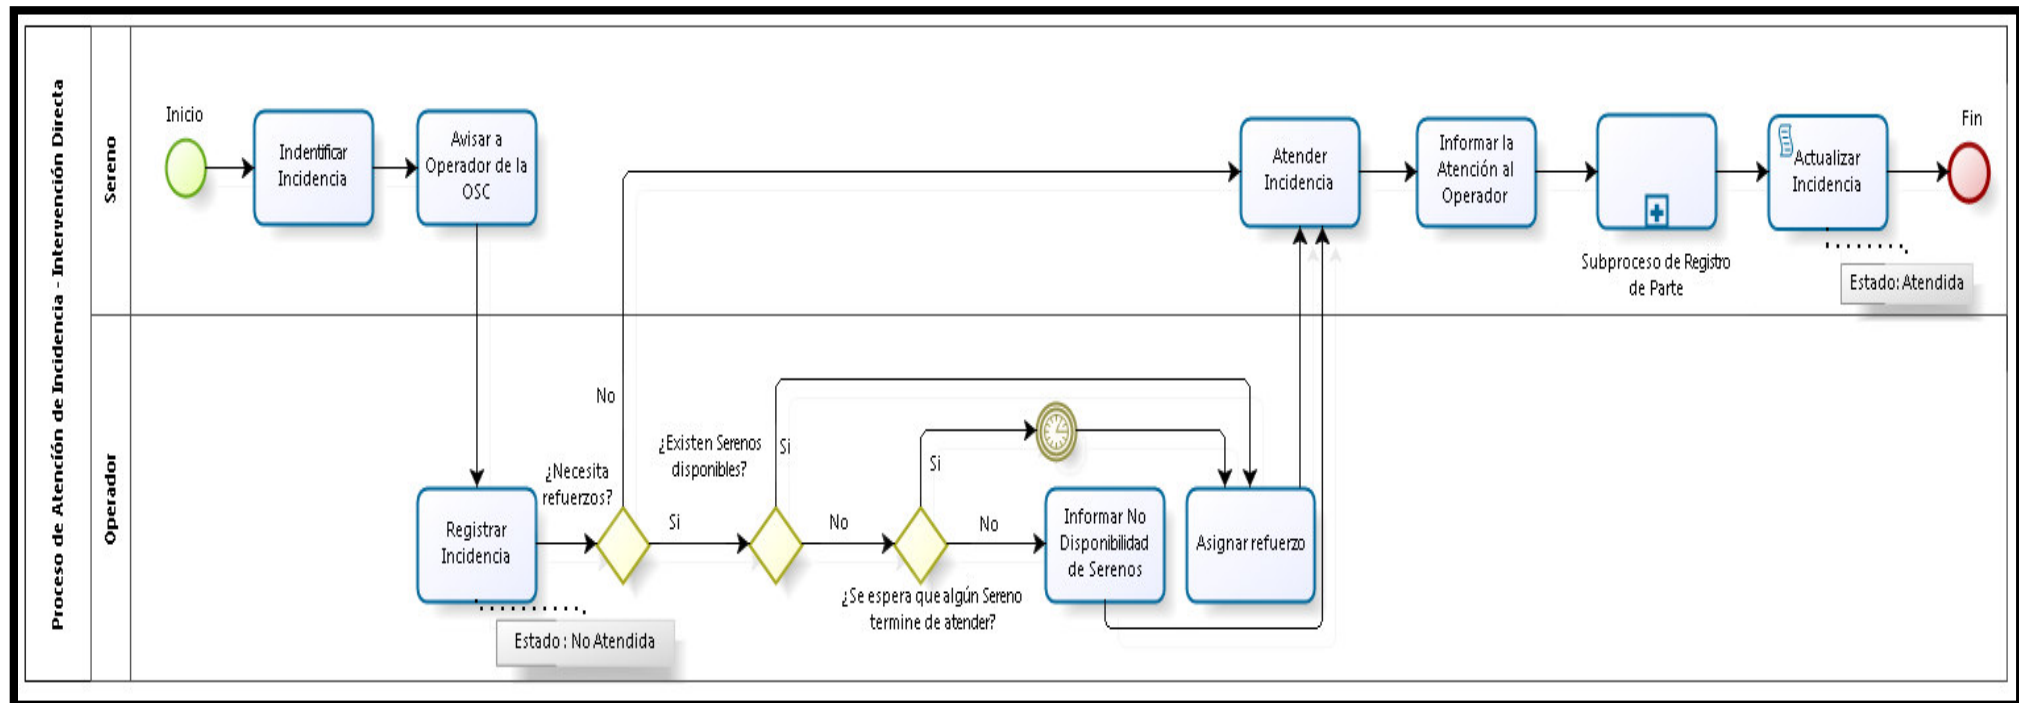 Proceso de Atención de Incidencia - Intervención Directa
Sereno
Inicio
Indentificar
Incidencia
Avisar a
Operador de la
OSC
Atender
Incidencia
Informar la
Atención al
Operador
Subproceso de Registro
de Parte
Actualizar
Incidencia
Fin
Estado: Atendida
Operador
Registrar
Incidencia
Estado : No Atendida
¿Necesita
refuerzos?
No
Si
¿Existen Serenos
disponibles?
Si
No
¿Se espera que algún Sereno
termine de atender?
Si
No
Informar No
Disponibilidad
de Serenos
Asignar refuerzo